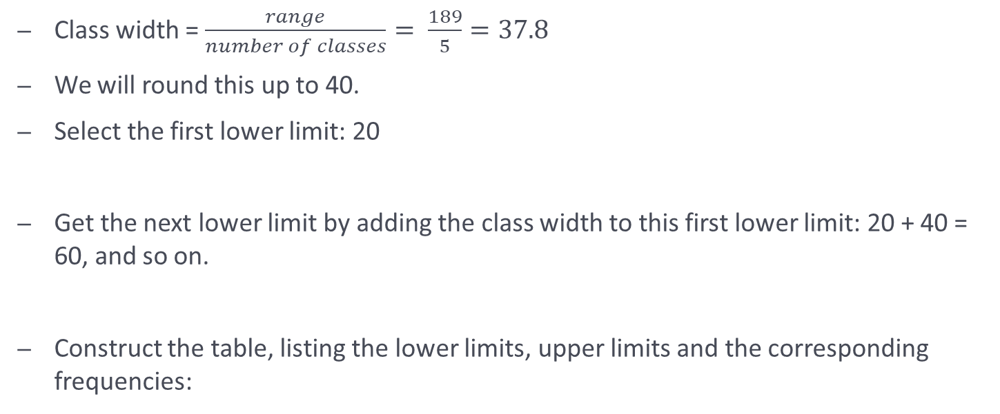 – Class width = range / number of classes = 189 / 5 = 37.8
– We will round this up to 40.
– Select the first lower limit: 20
– Get the next lower limit by adding the class width to this first lower limit: 20 + 40 =
60, and so on.
– Construct the table, listing the lower limits, upper limits and the corresponding
frequencies: